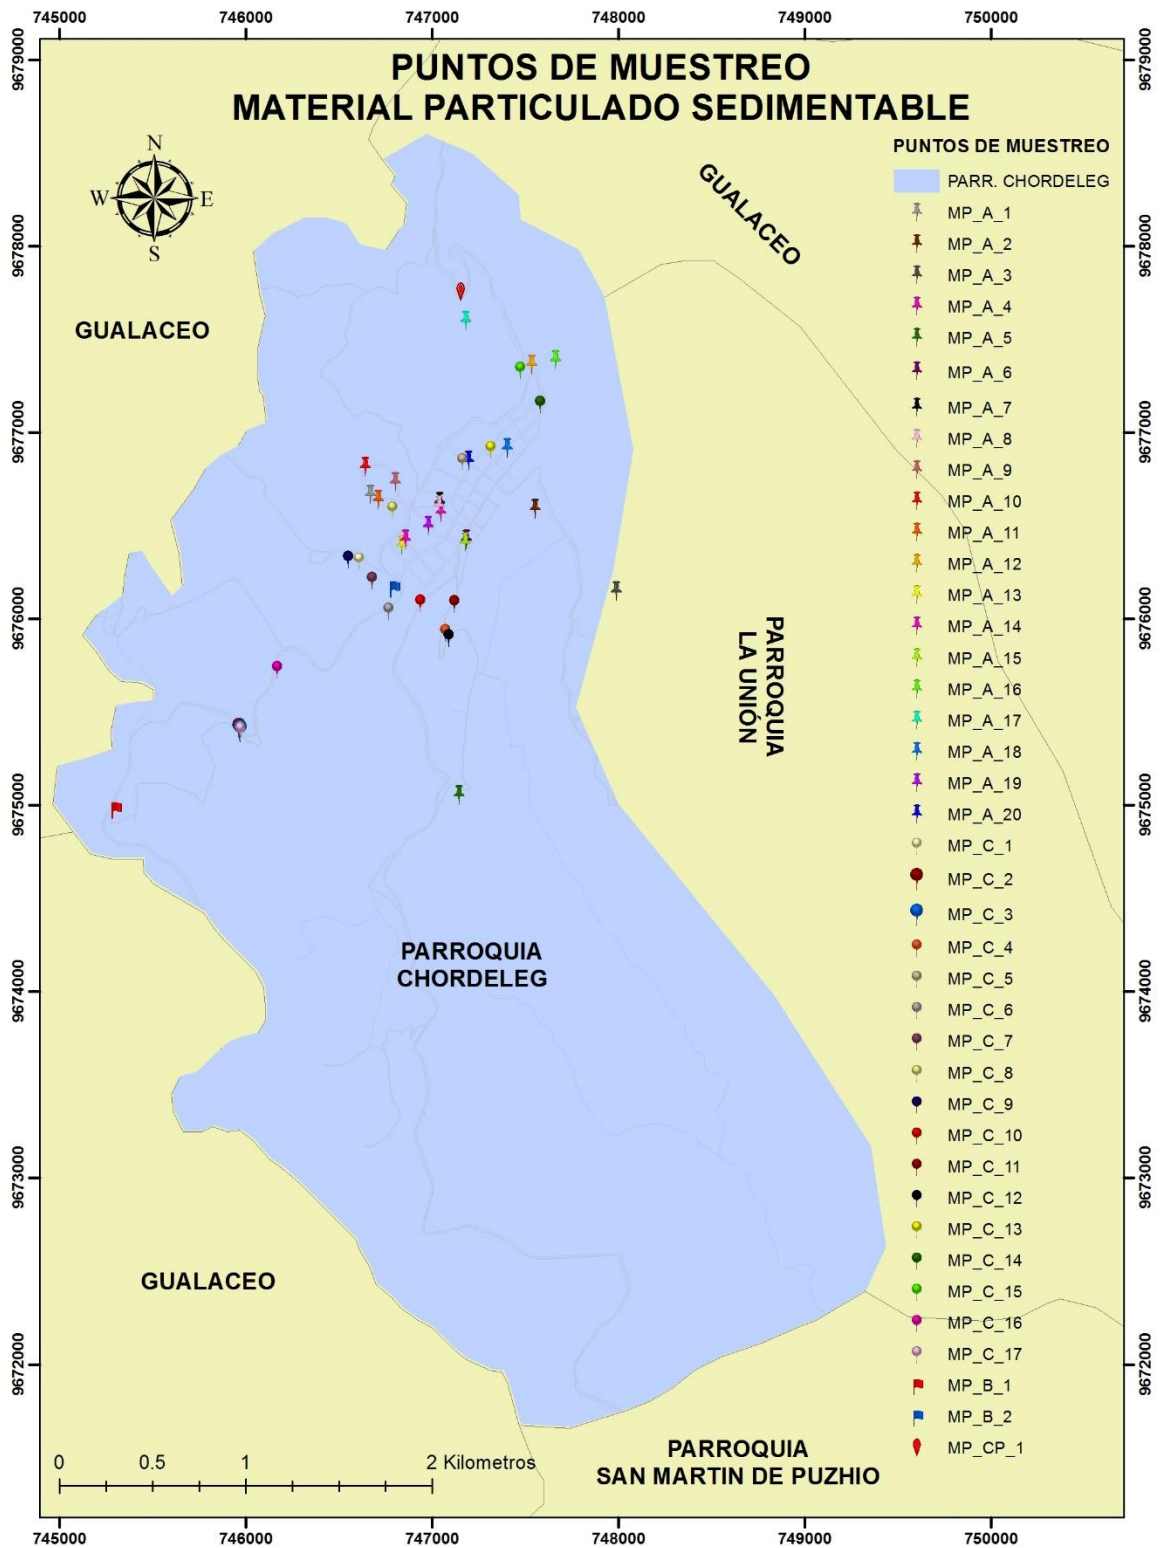 745000 746000 747000 748000 749000 750000
PUNTOS DE MUESTREO
MATERIAL PARTICULADO SEDIMENTABLE
N
W E
S
GUALACEO
GUALACEO
PARROQUIA
LA UNIÓN
PARROQUIA
CHORDELEG
GUALACEO
PARROQUIA
SAN MARTIN DE PUZHIO
PUNTOS DE MUESTREO
PARR. CHORDELEG
MP_A_1
MP_A_2
MP_A_3
MP_A_4
MP_A_5
MP_A_6
MP_A_7
MP_A_8
MP_A_9
MP_A_10
MP_A_11
MP_A_12
MP_A_13
MP_A_14
MP_A_15
MP_A_16
MP_A_17
MP_A_18
MP_A_19
MP_A_20
MP_C_1
MP_C_2
MP_C_3
MP_C_4
MP_C_5
MP_C_6
MP_C_7
MP_C_8
MP_C_9
MP_C_10
MP_C_11
MP_C_12
MP_C_13
MP_C_14
MP_C_15
MP_C_16
MP_C_17
MP_B_1
MP_B_2
MP_CP_1
9679000
9678000
9677000
9676000
9675000
9674000
9673000
9672000
9679000
9678000
9677000
9676000
9675000
9674000
9673000
9672000
0 0.5 1 2 Kilometros
745000 746000 747000 748000 749000 750000